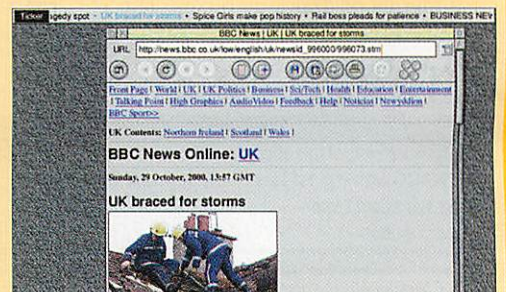 Ticker agedy spot • UK braced for storms • Spice Girls make pop history • Rail boss pleads for patience • BUSINESS NEW
BBC News | UK | UK braced for storms
URL http://news.bbc.co.uk/low/english/uk/newsid_996000/996073.stm
Front Page | World | UK | UK Politics | Business | Sci/Tech | Health | Education | Entertainment
| Talking Point | High Graphics | AudioVideo | Feedback | Help | Noticias | Newyddion |
BBC Sport>>
UK Contents: Northern Ireland | Scotland | Wales |
BBC News Online: UK
Sunday, 29 October, 2000, 13:57 GMT
UK braced for storms